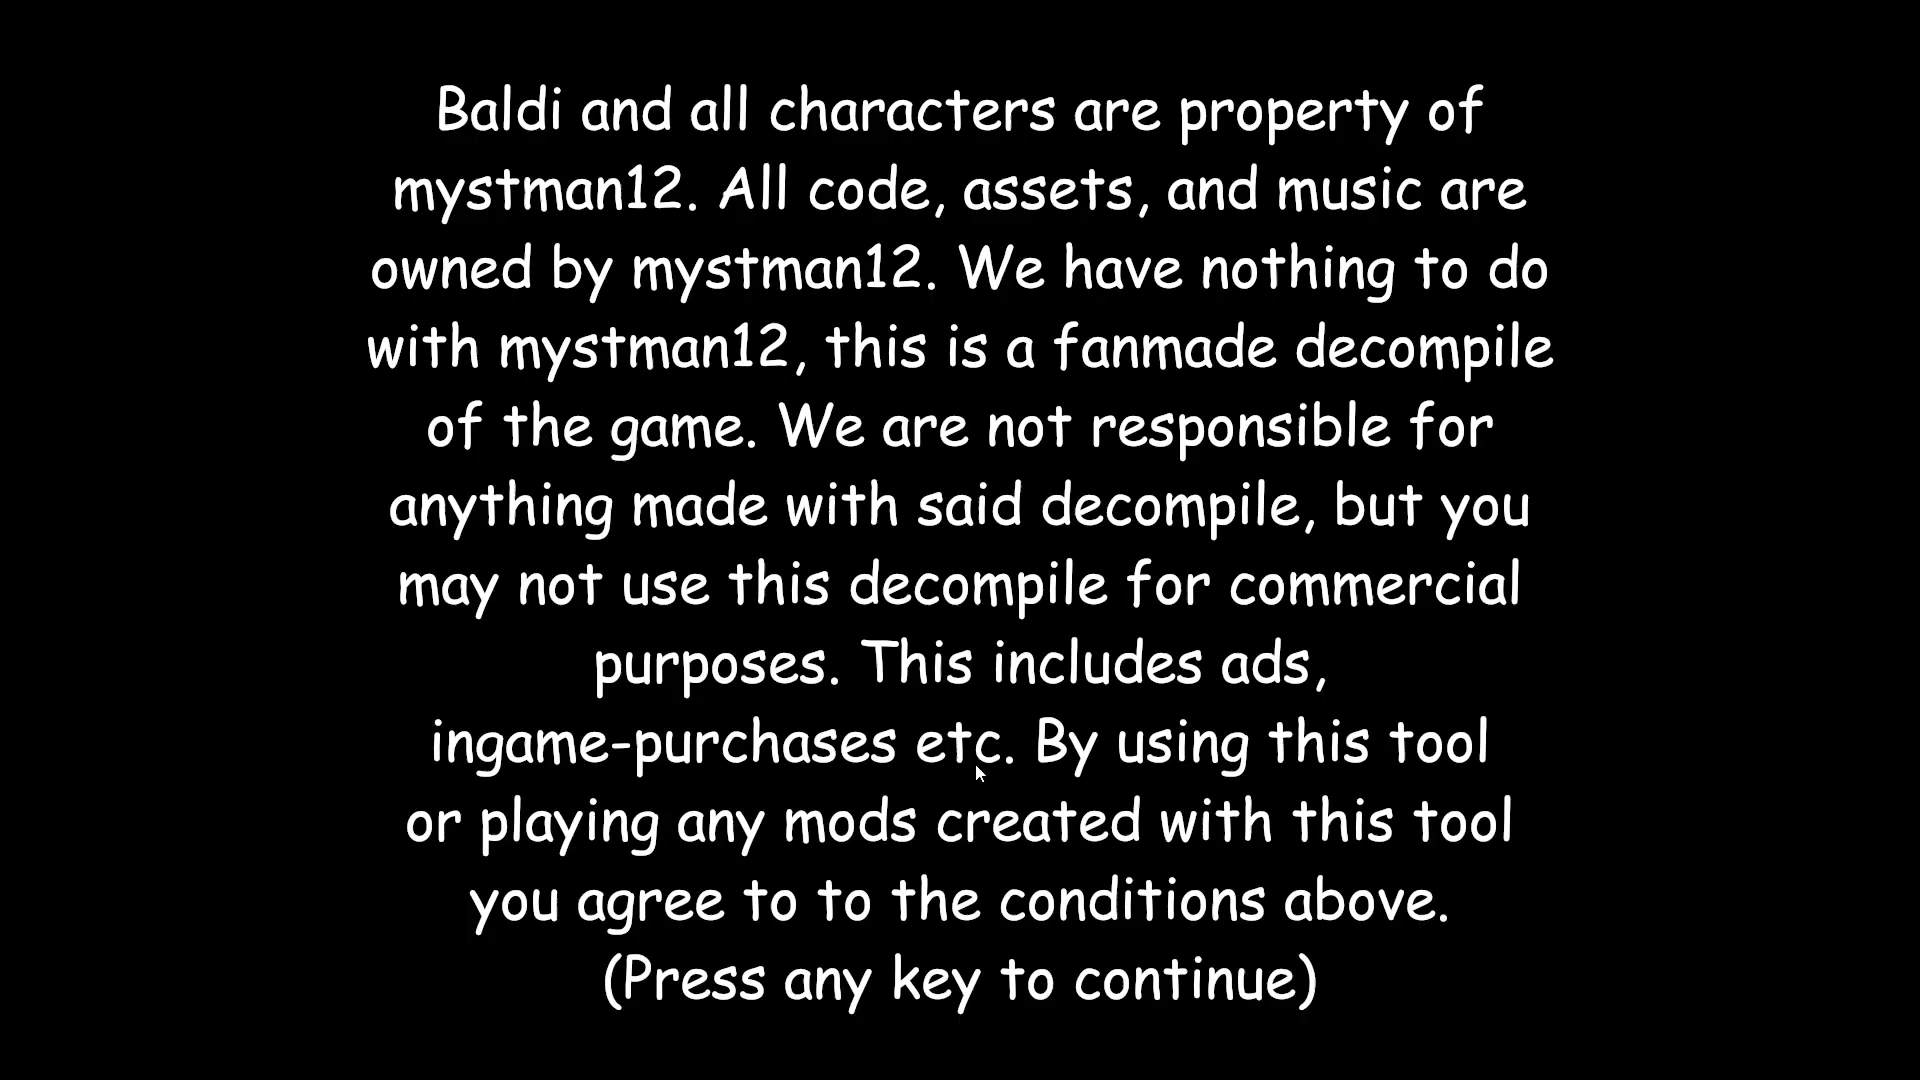 Baldi and all characters are property of
mystman12. All code, assets, and music are
owned by mystman12. We have nothing to do
with mystman12, this is a fanmade decompile
of the game. We are not responsible for
anything made with said decompile, but you
may not use this decompile for commercial
purposes. This includes ads,
ingame-purchases etc. By using this tool
or playing any mods created with this tool
you agree to to the conditions above.
(Press any key to continue)